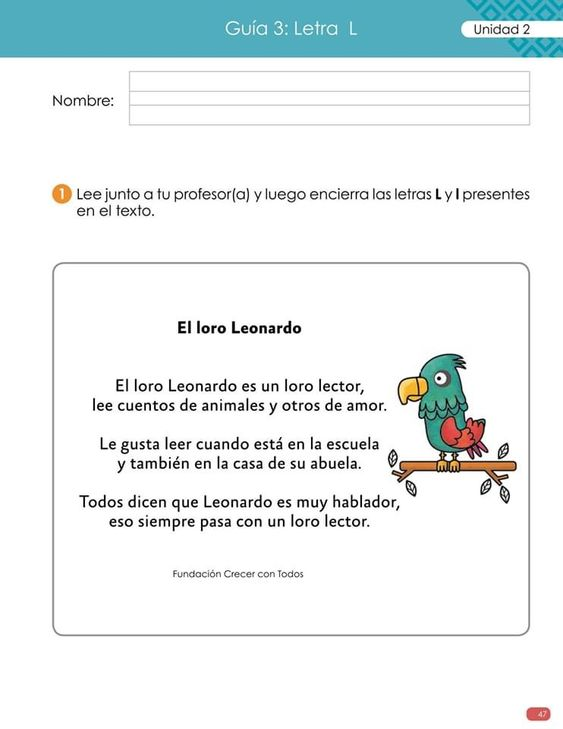 Guía 3: Letra L
Unidad 2
Nombre:
1 Lee junto a tu profesor(a) y luego encierra las letras L y l presentes
en el texto.
El loro Leonardo
El loro Leonardo es un loro lector,
lee cuentos de animales y otros de amor.
Le gusta leer cuando está en la escuela
y también en la casa de su abuela.
Todos dicen que Leonardo es muy hablador,
eso siempre pasa con un loro lector.
Fundación Crecer con Todos
47